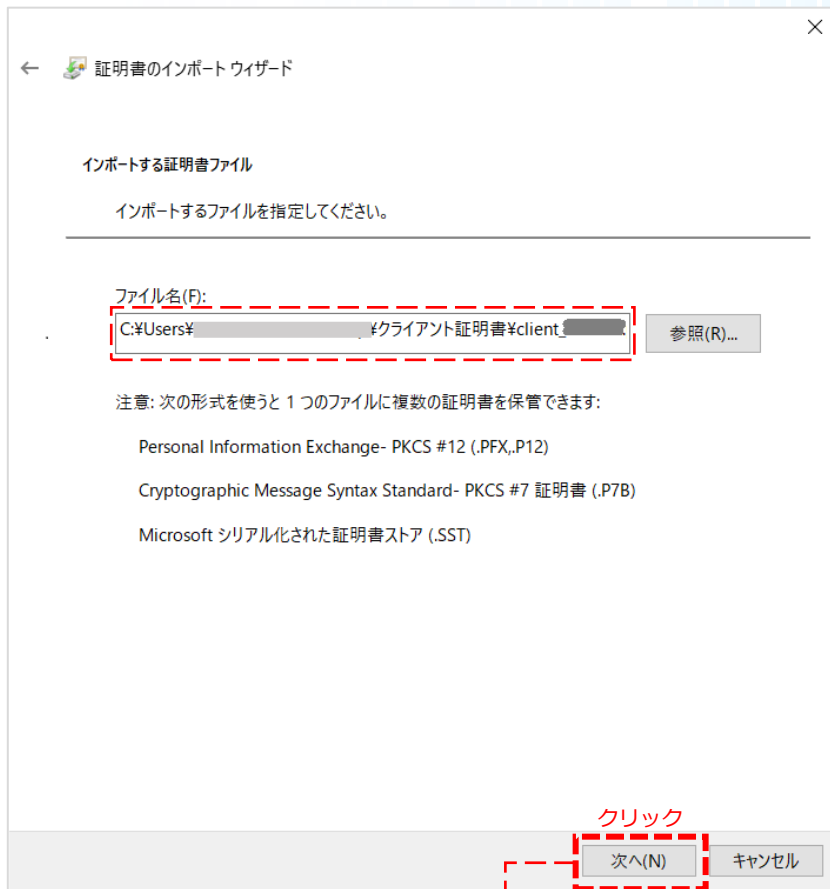 証明書のインポート ウィザード
インポートする証明書ファイル
インポートするファイルを指定してください。
ファイル名(F):
C:¥Users¥ ¥クライアント証明書¥client_
参照(R)...
注意: 次の形式を使うと 1 つのファイルに複数の証明書を保管できます:
Personal Information Exchange- PKCS #12 (.PFX,.P12)
Cryptographic Message Syntax Standard- PKCS #7 証明書 (.P7B)
Microsoft シリアル化された証明書ストア (.SST)
クリック
次へ(N)
キャンセル